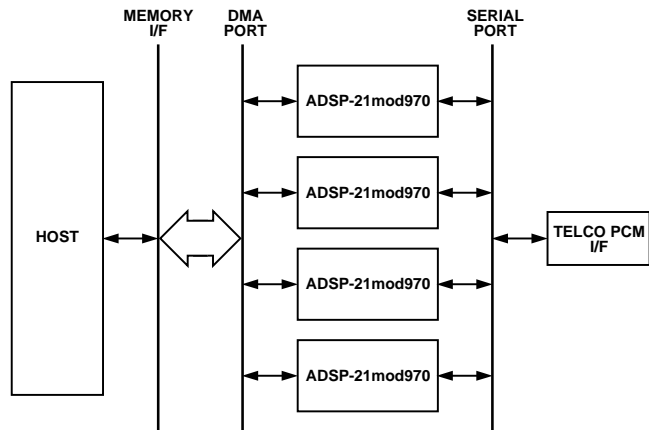 MEMORY
I/F
DMA
PORT
SERIAL
PORT
ADSP-21mod970
ADSP-21mod970
HOST
TELCO PCM
I/F
ADSP-21mod970
ADSP-21mod970